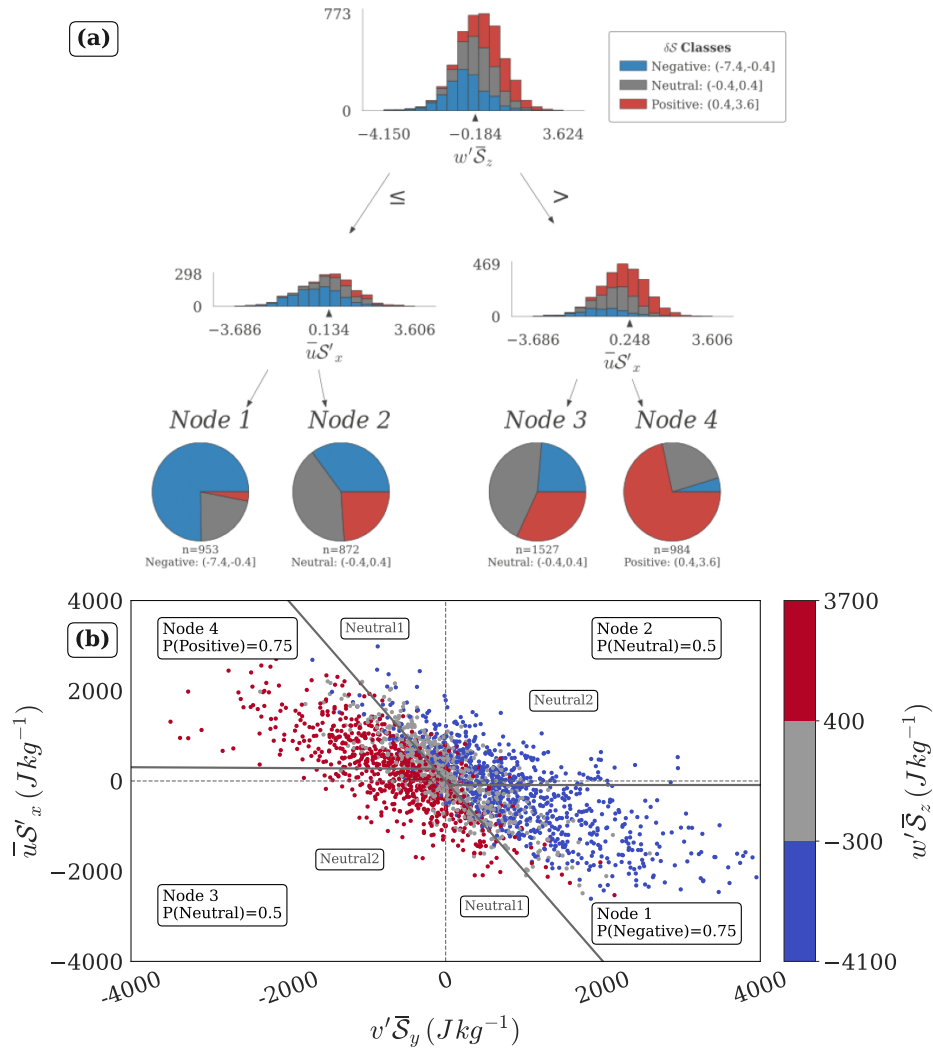 (a)
773
0
−4.150
−0.184
3.624
w′S̅_z
δS Classes
Negative: (-7.4,-0.4]
Neutral: (-0.4,0.4]
Positive: (0.4,3.6]
≤
>
298
0
−3.686
0.134
3.606
u̅S′_x
469
0
−3.686
0.248
3.606
u̅S′_x
Node 1
Node 2
Node 3
Node 4
n=953
Negative: (-7.4,-0.4]
n=872
Neutral: (-0.4,0.4]
n=1527
Neutral: (-0.4,0.4]
n=984
Positive: (0.4,3.6]
(b)
4000
2000
0
−2000
−4000
u̅S′_x (J kg⁻¹)
Node 4
P(Positive)=0.75
Neutral1
Node 2
P(Neutral)=0.5
Neutral2
Neutral2
Node 3
P(Neutral)=0.5
Neutral1
Node 1
P(Negative)=0.75
-4000
-2000
0
2000
4000
v′S̅_y (J kg⁻¹)
3700
400
−300
−4100
w′S̅_z (J kg⁻¹)